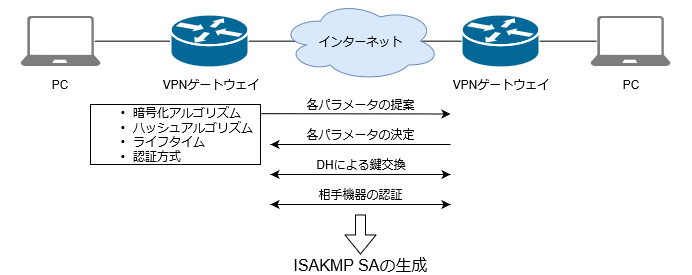 インターネット
PC
VPNゲートウェイ
VPNゲートウェイ
PC
・ 暗号化アルゴリズム
・ ハッシュアルゴリズム
・ ライフタイム
・ 認証方式
各パラメータの提案
各パラメータの決定
DHによる鍵交換
相手機器の認証
ISAKMP SAの生成